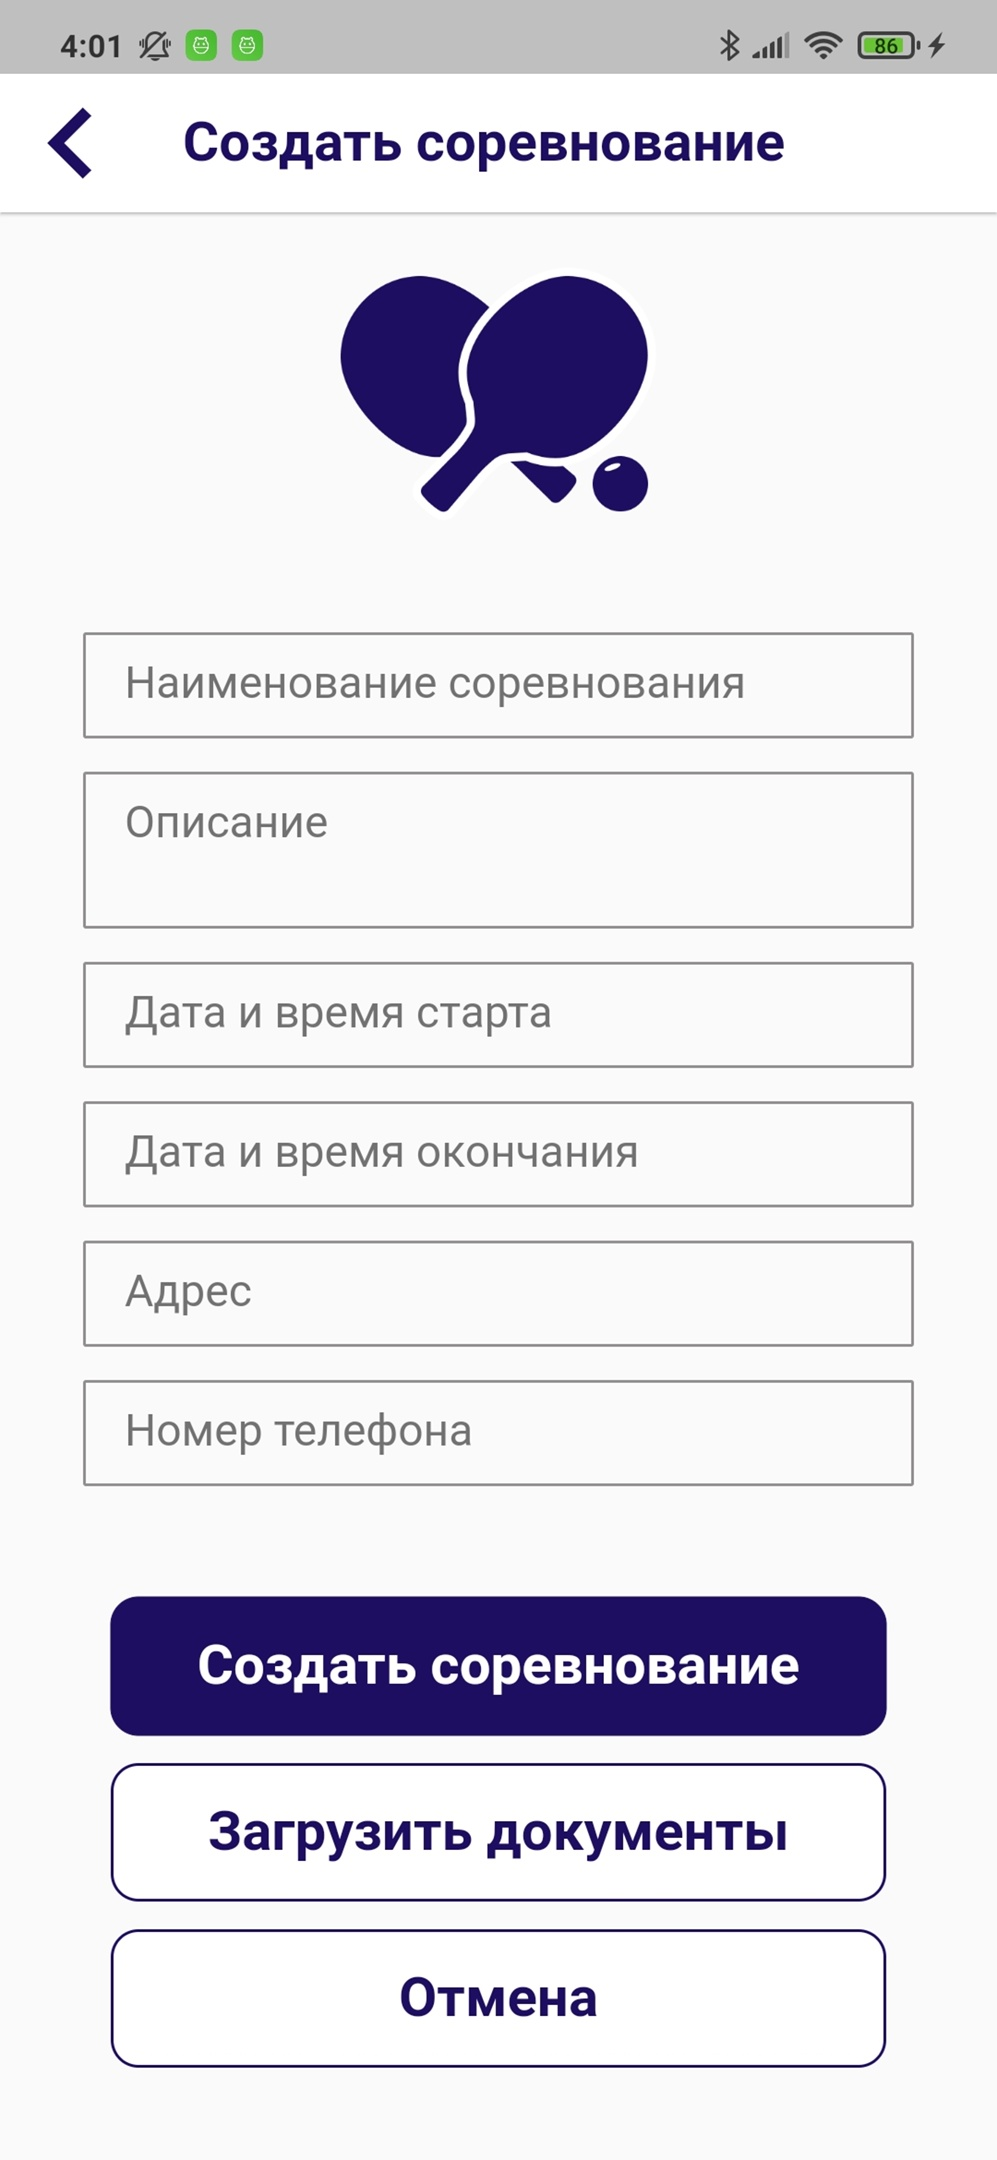 4:01
86
Создать соревнование
Наименование соревнования
Описание
Дата и время старта
Дата и время окончания
Адрес
Номер телефона
Создать соревнование
Загрузить документы
Отмена